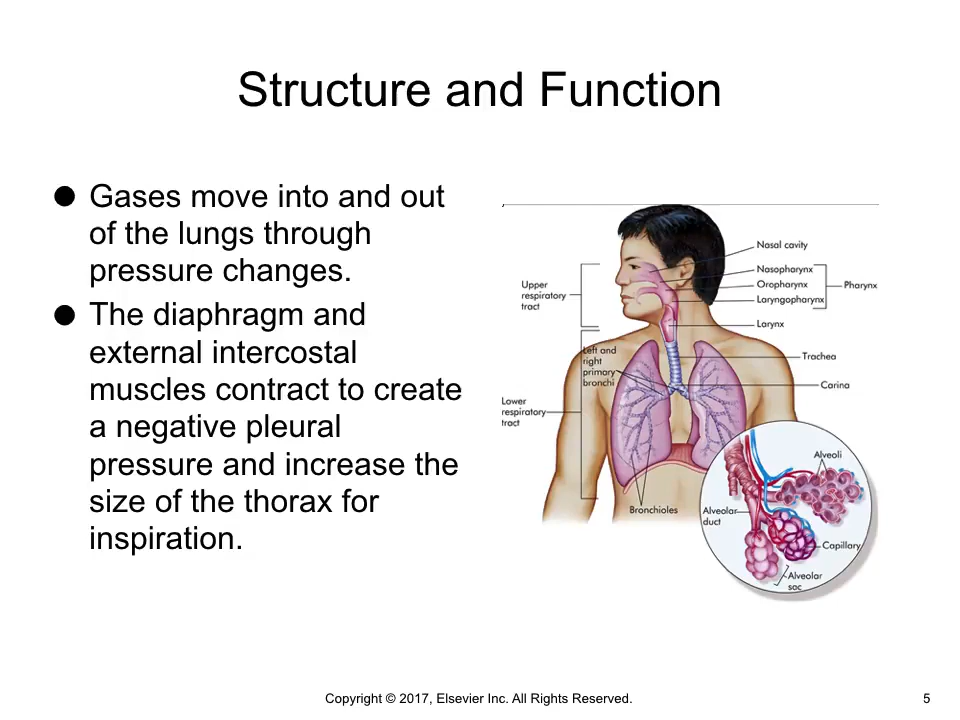 Structure and Function
● Gases move into and out
of the lungs through
pressure changes.
● The diaphragm and
external intercostal
muscles contract to create
a negative pleural
pressure and increase the
size of the thorax for
inspiration.
Nasal cavity
Nasopharynx
Oropharynx
Laryngopharynx
Pharynx
Larynx
Trachea
Carina
Upper
respiratory
tract
Left and
right
primary
bronchi
Lower
respiratory
tract
Bronchioles
Alveoli
Alveolar
duct
Capillary
Alveolar
sac
Copyright © 2017, Elsevier Inc. All Rights Reserved.
5